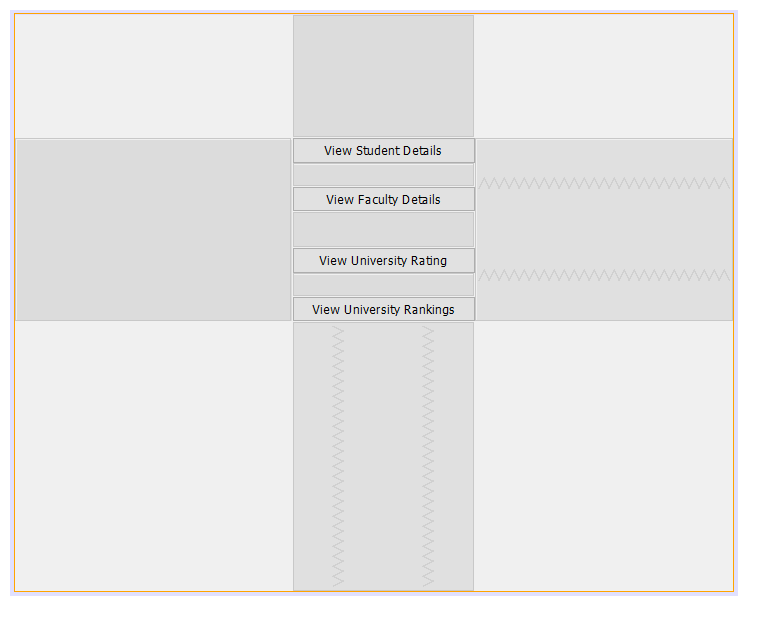 View Student Details
View Faculty Details
View University Rating
View University Rankings